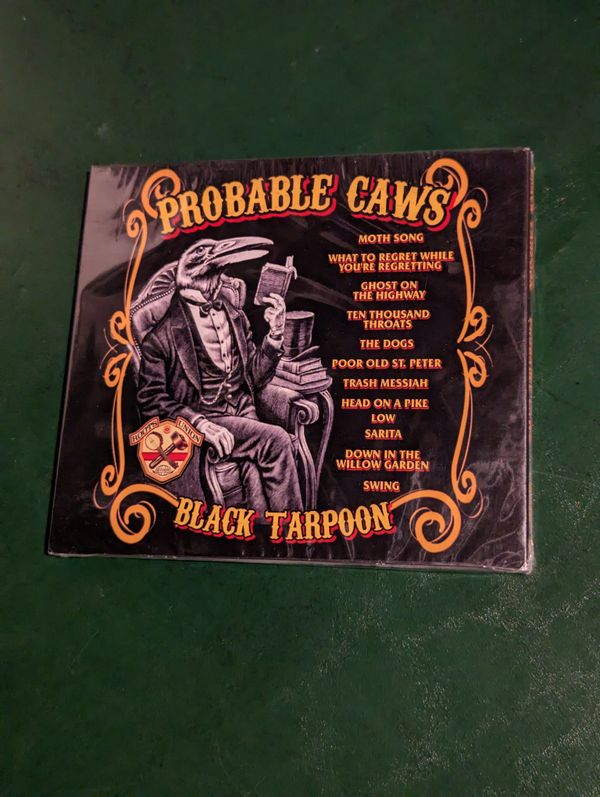 PROBABLE CAWS
MOTH SONG
WHAT TO REGRET WHILE
YOU'RE REGRETTING
GHOST ON
THE HIGHWAY
TEN THOUSAND
THROATS
THE DOGS
POOR OLD ST. PETER
TRASH MESSIAH
HEAD ON A PIKE
LOW
SARITA
DOWN IN THE
WILLOW GARDEN
SWING
BLACK TARPOON